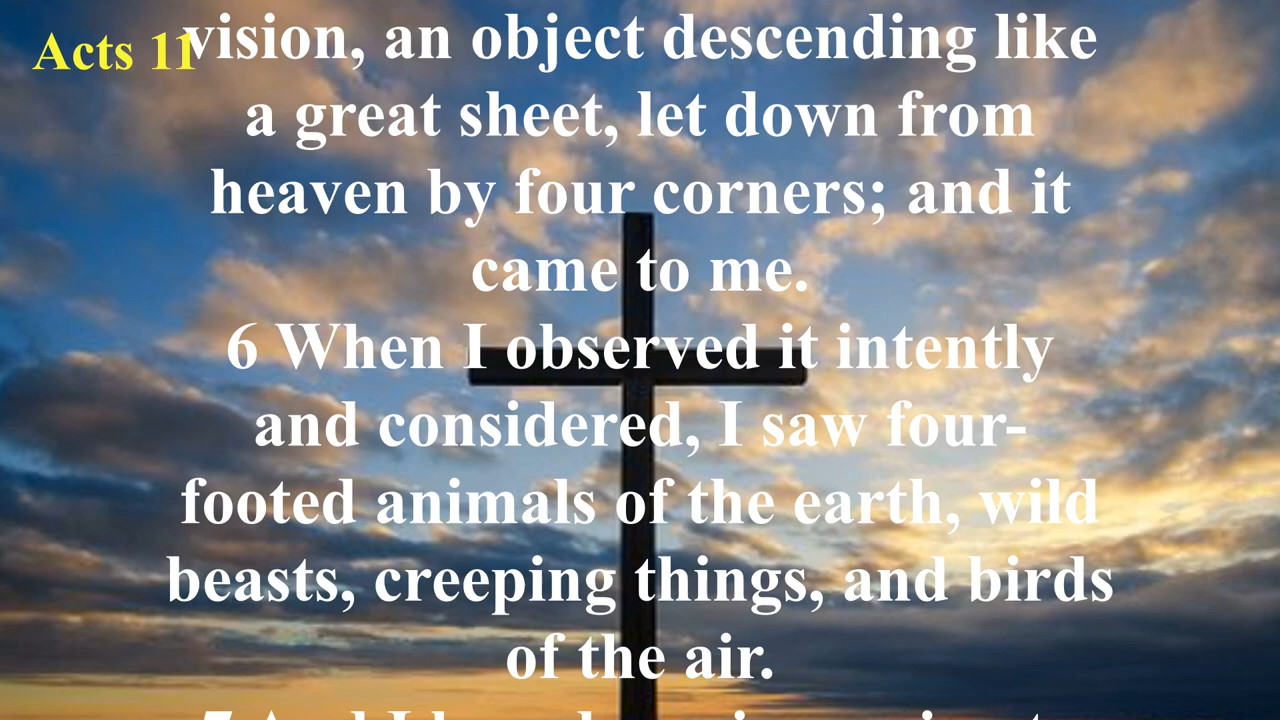 Acts 11
vision, an object descending like
a great sheet, let down from
heaven by four corners; and it
came to me.
6 When I observed it intently
and considered, I saw four-
footed animals of the earth, wild
beasts, creeping things, and birds
of the air.
7 And I